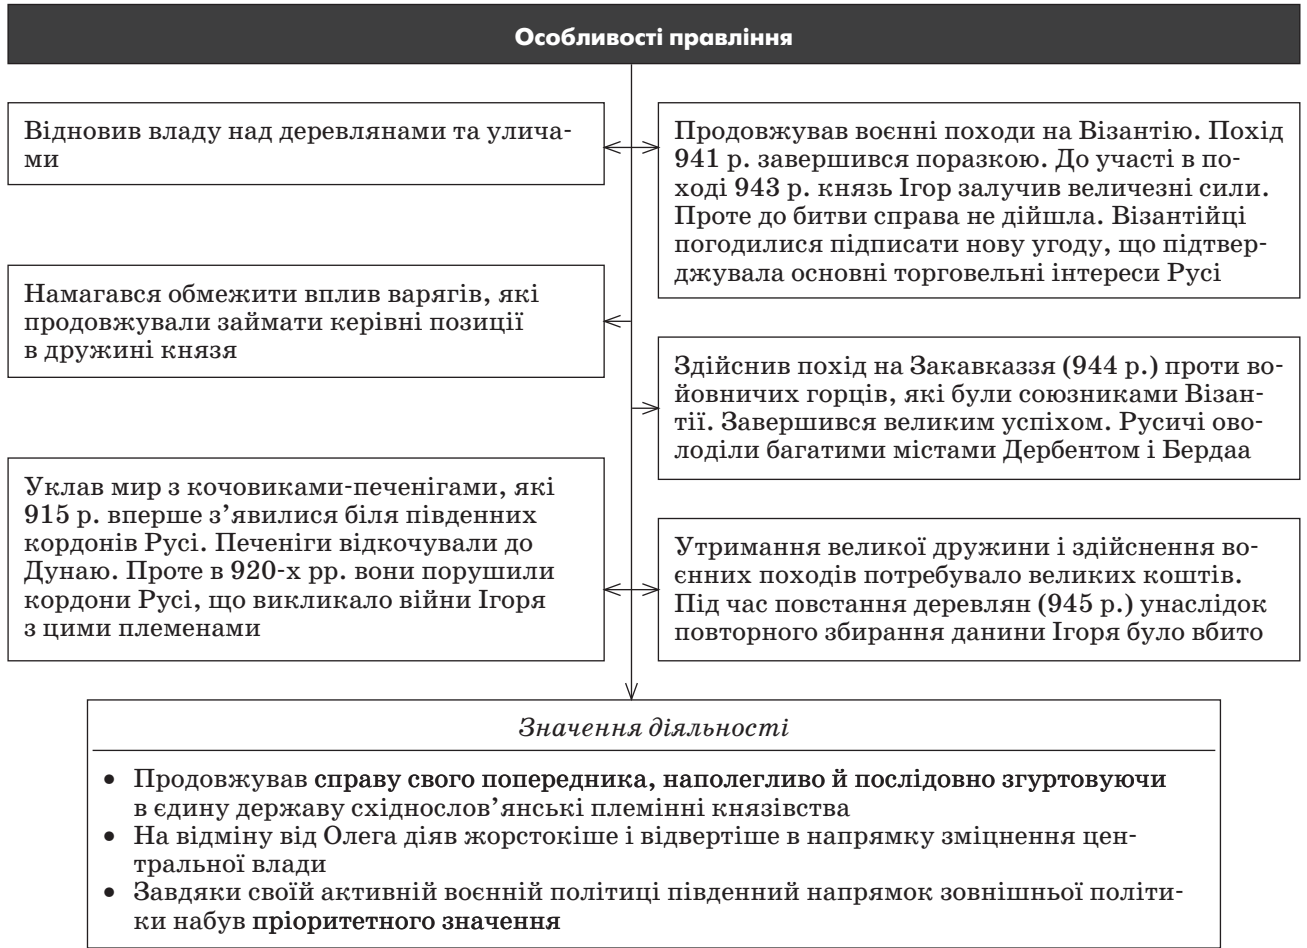 Особливості правління
Відновив владу над деревлянами та улича-
ми
Продовжував воєнні походи на Візантію. Похід
941 р. завершився поразкою. До участі в по-
ході 943 р. князь Ігор залучив величезні сили.
Проте до битви справа не дійшла. Візантійці
погодилися підписати нову угоду, що підтвер-
джувала основні торговельні інтереси Русі
Намагався обмежити вплив варягів, які
продовжували займати керівні позиції
в дружині князя
Здійснив похід на Закавказзя (944 р.) проти во-
йовничих горців, які були союзниками Візан-
тії. Завершився великим успіхом. Русичі ово-
лоділи багатими містами Дербентом і Бердаа
Уклав мир з кочовиками-печенігами, які
915 р. вперше з’явилися біля південних
кордонів Русі. Печеніги відкочували до
Дунаю. Проте в 920-х рр. вони порушили
кордони Русі, що викликало війни Ігоря
з цими племенами
Утримання великої дружини і здійснення во-
єнних походів потребувало великих коштів.
Під час повстання деревлян (945 р.) унаслідок
повторного збирання данини Ігоря було вбито
Значення діяльності
• Продовжував справу свого попередника, наполегливо й послідовно згуртовуючи
в єдину державу східнослов’янські племінні князівства
• На відміну від Олега діяв жорстокіше і відвертіше в напрямку зміцнення цен-
тральної влади
• Завдяки своїй активній воєнній політиці південний напрямок зовнішньої політи-
ки набув пріоритетного значення